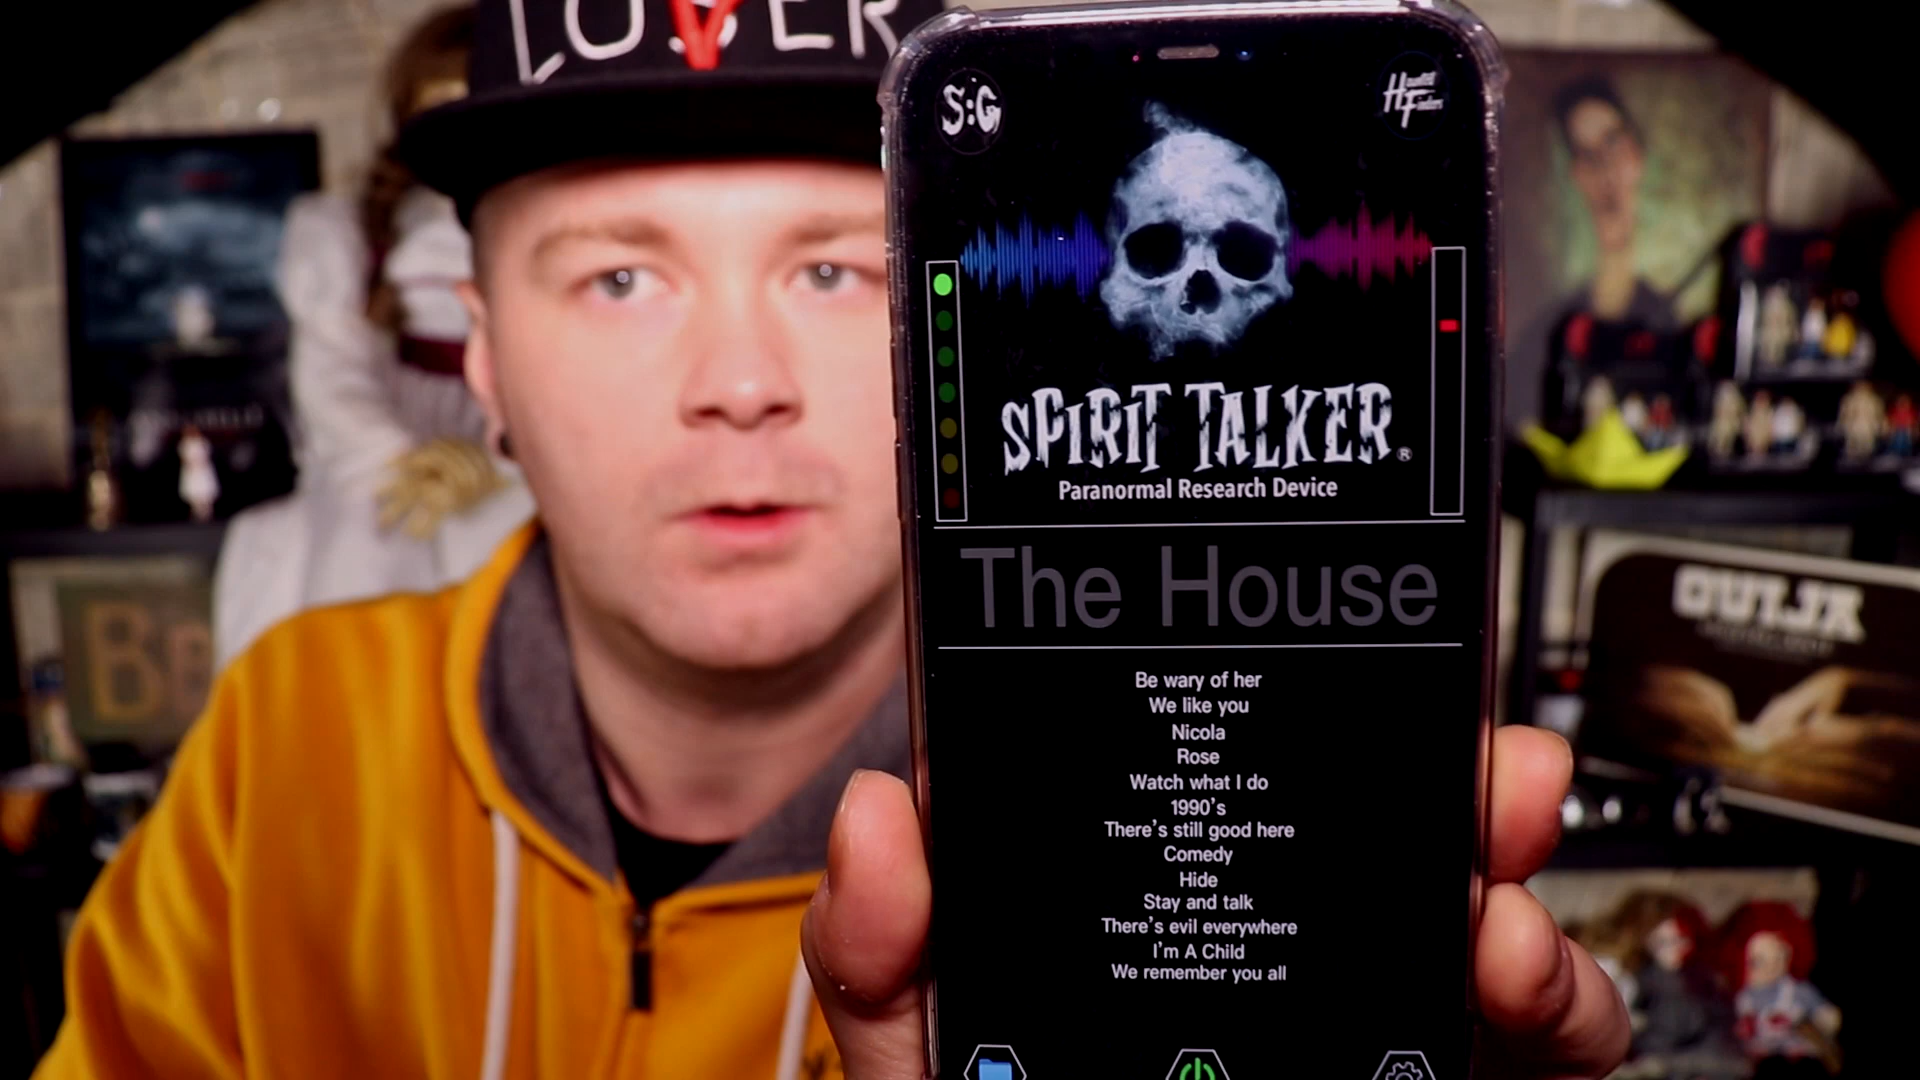 LOVER
S:G
Haunted
Finders
SPIRIT TALKER®
Paranormal Research Device
The House
Be wary of her
We like you
Nicola
Rose
Watch what I do
1990's
There's still good here
Comedy
Hide
Stay and talk
There's evil everywhere
I'm A Child
We remember you all
OUIJA